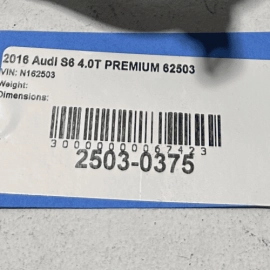 2016 Audi S6 4.0T PREMIUM 62503
VIN: N162503
Weight:
Dimensions:
3000000067423
2503-0375